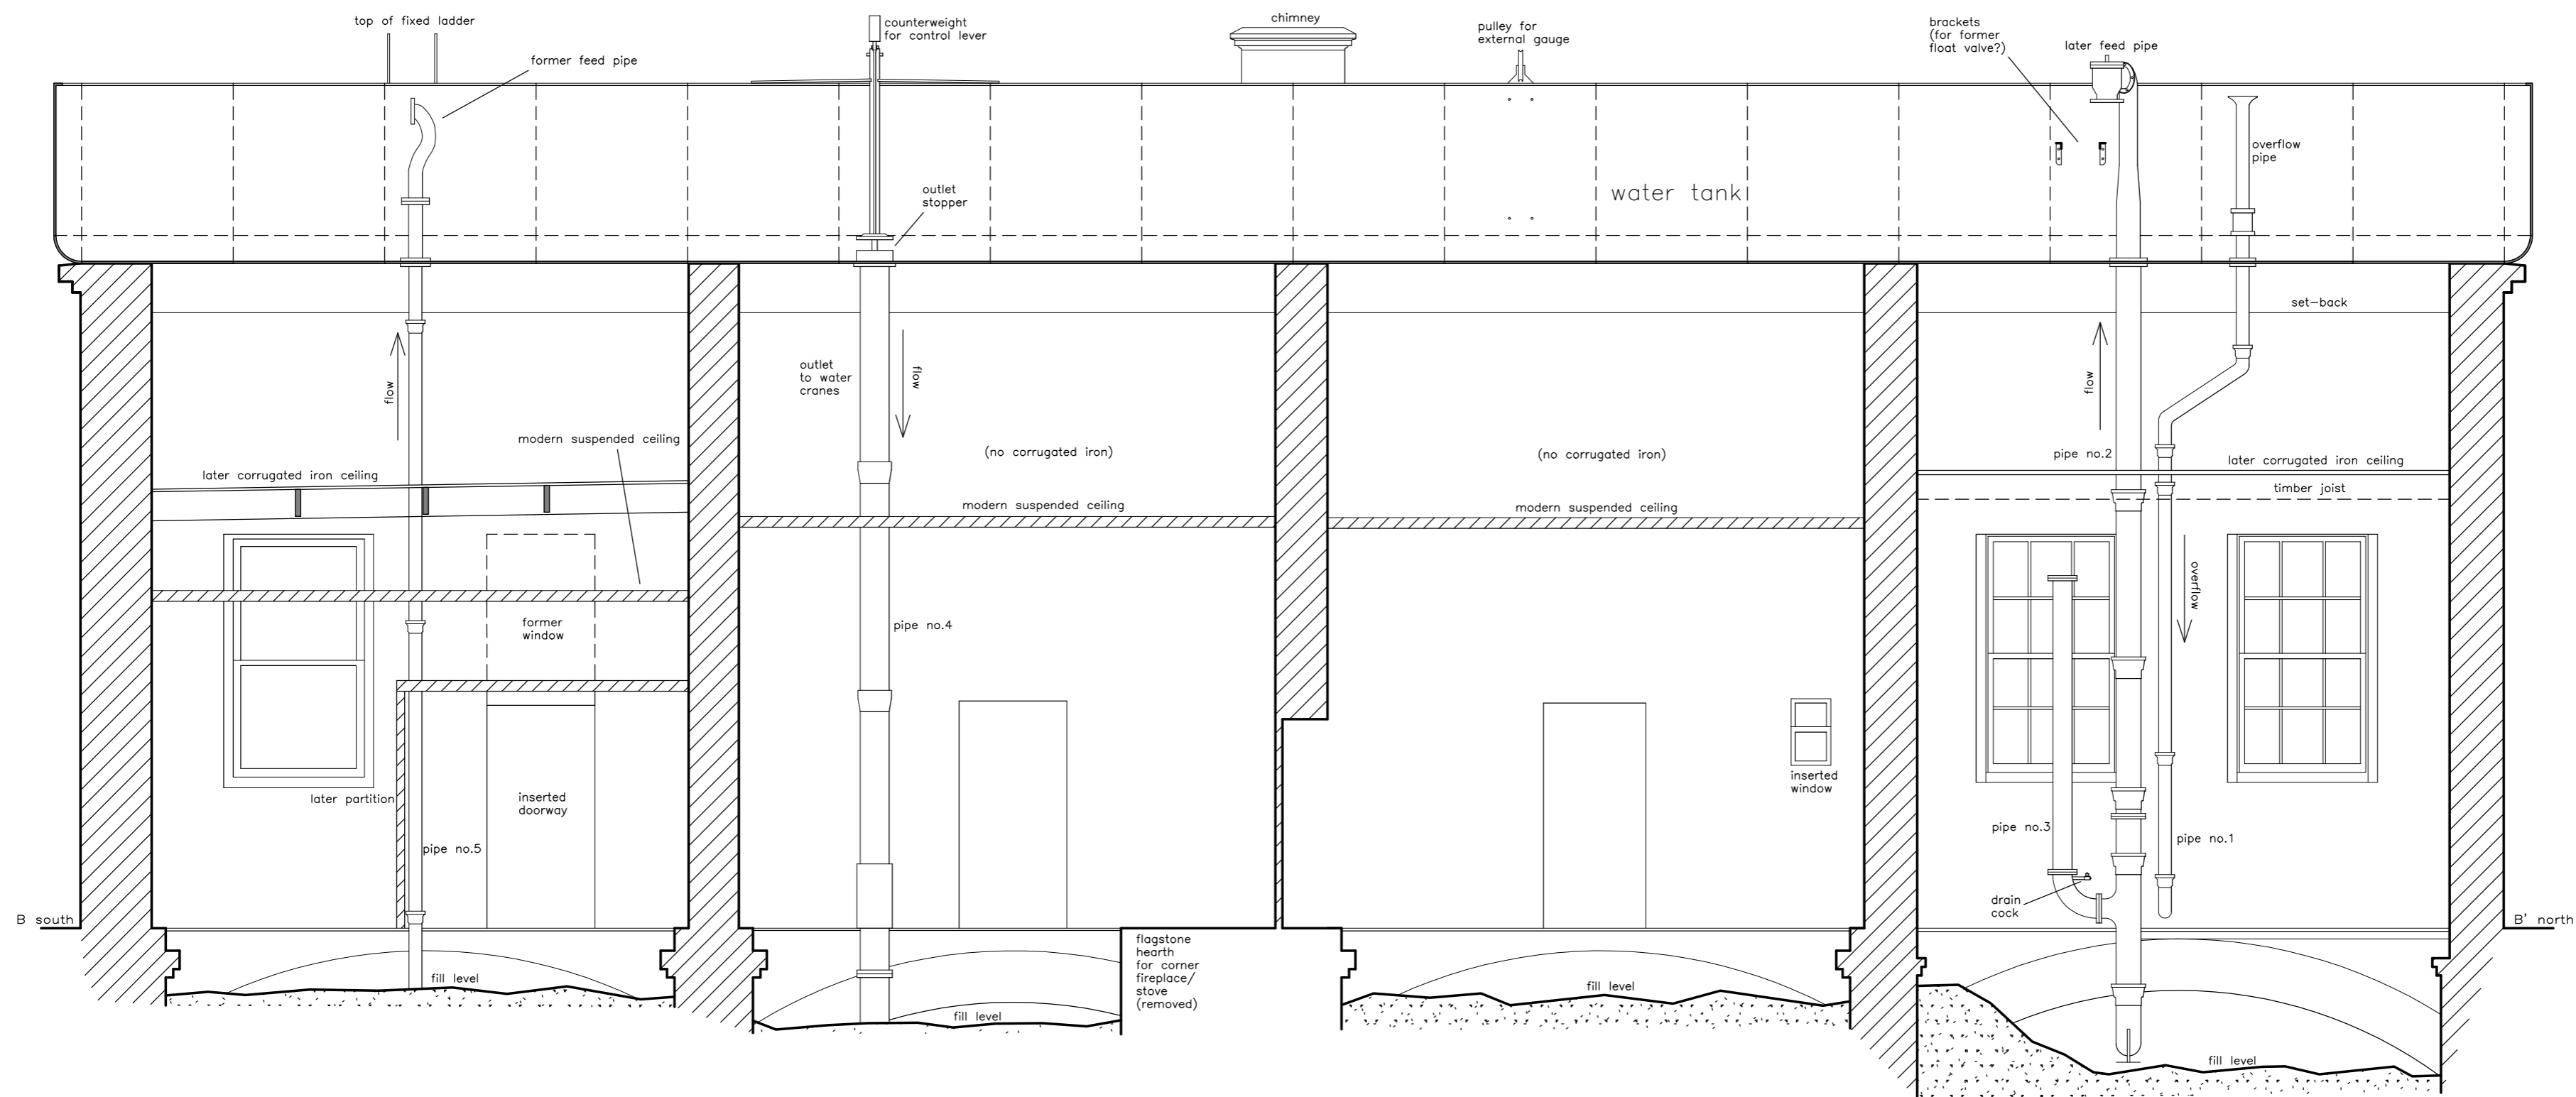 top of fixed ladder
former feed pipe
counterweight
for control lever
chimney
pulley for
external gauge
brackets
(for former
float valve?)
later feed pipe
overflow
pipe
water tank
outlet
stopper
set-back
flow
outlet
to water
cranes
flow
flow
modern suspended ceiling
(no corrugated iron)
(no corrugated iron)
pipe no.2
later corrugated iron ceiling
later corrugated iron ceiling
timber joist
modern suspended ceiling
modern suspended ceiling
overflow
former
window
pipe no.4
inserted
window
later partition
inserted
doorway
pipe no.5
pipe no.3
pipe no.1
drain
cock
B south
B' north
flagstone
hearth
for corner
fireplace/
stove
(removed)
fill level
fill level
fill level
fill level